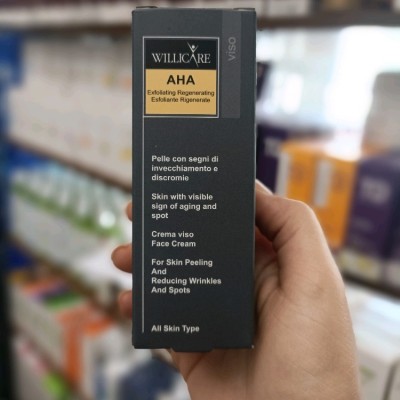 WILLICARE
viso
AHA
Exfoliating Regenerating
Esfoliante Rigenerate
Pelle con segni di
invecchiamento e
discromie
Skin with visible
sign of aging and
spot
Crema viso
Face Cream
For Skin Peeling
And
Reducing Wrinkles
And Spots
All Skin Type